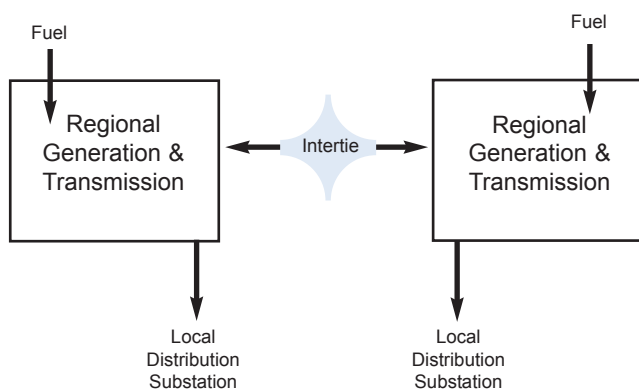 Fuel
Fuel
Regional
Generation &
Transmission
Intertie
Regional
Generation &
Transmission
Local
Distribution
Substation
Local
Distribution
Substation